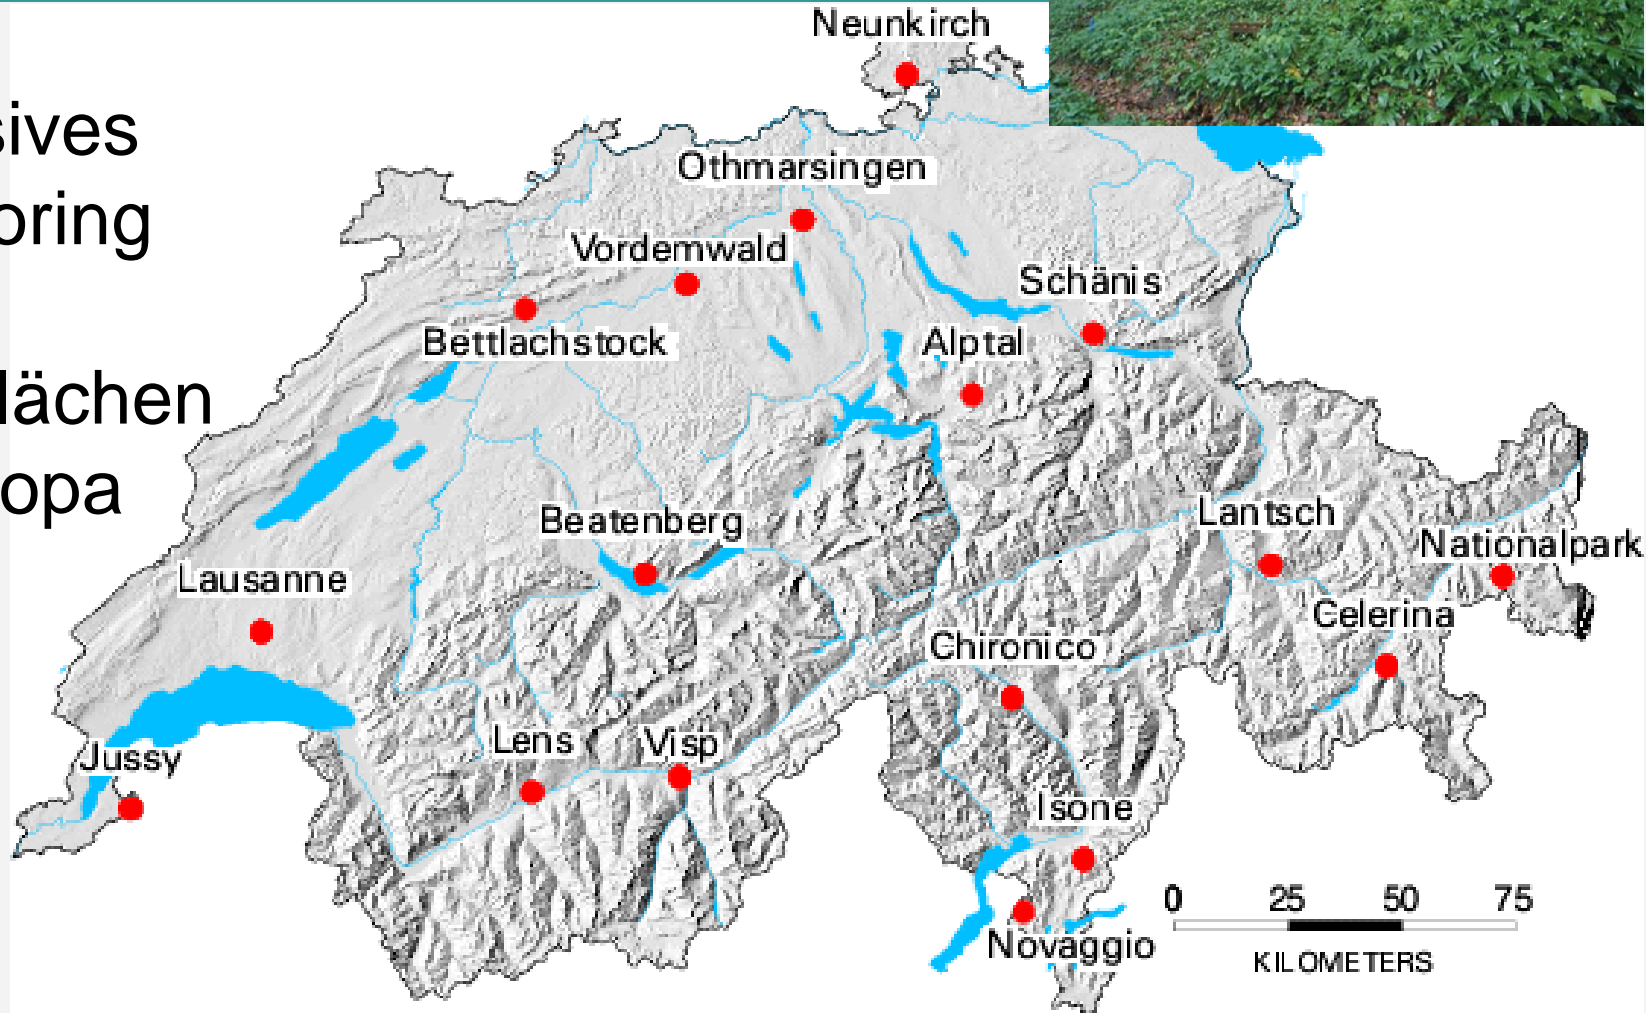 Neunkirch
sives
oring
lächen
opa
Othmarsingen
Vordemwald
Schänis
Bettlachstock
Alptal
Beatenberg
Lantsch
Nationalpark
Lausanne
Celerina
Chironico
Lens
Visp
Jussy
Isone
Novaggio
0 25 50 75
KILOMETERS